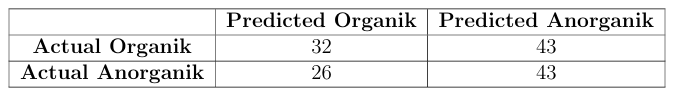 Predicted Organik Predicted Anorganik
Actual Organik 32 43
Actual Anorganik 26 43